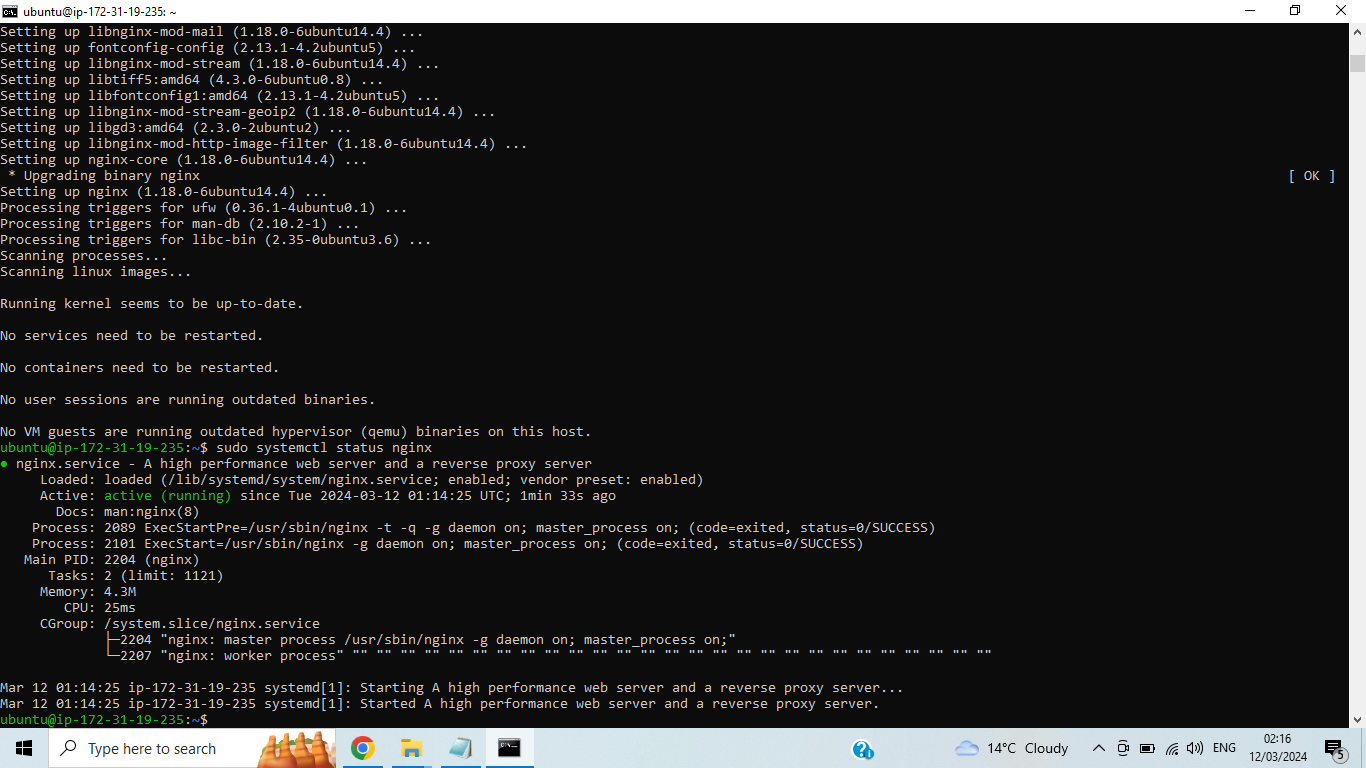 ubuntu@ip-172-31-19-235: ~
Setting up libnginx-mod-mail (1.18.0-6ubuntu14.4) ...
Setting up fontconfig-config (2.13.1-4.2ubuntu5) ...
Setting up libnginx-mod-stream (1.18.0-6ubuntu14.4) ...
Setting up libtiff5:amd64 (4.3.0-6ubuntu0.8) ...
Setting up libfontconfig1:amd64 (2.13.1-4.2ubuntu5) ...
Setting up libnginx-mod-stream-geoip2 (1.18.0-6ubuntu14.4) ...
Setting up libgd3:amd64 (2.3.0-2ubuntu2) ...
Setting up libnginx-mod-http-image-filter (1.18.0-6ubuntu14.4) ...
Setting up nginx-core (1.18.0-6ubuntu14.4) ...
 * Upgrading binary nginx [ OK ]
Setting up nginx (1.18.0-6ubuntu14.4) ...
Processing triggers for ufw (0.36.1-4ubuntu0.1) ...
Processing triggers for man-db (2.10.2-1) ...
Processing triggers for libc-bin (2.35-0ubuntu3.6) ...
Scanning processes...
Scanning linux images...
Running kernel seems to be up-to-date.
No services need to be restarted.
No containers need to be restarted.
No user sessions are running outdated binaries.
No VM guests are running outdated hypervisor (qemu) binaries on this host.
ubuntu@ip-172-31-19-235:~$ sudo systemctl status nginx
● nginx.service - A high performance web server and a reverse proxy server
Loaded: loaded (/lib/systemd/system/nginx.service; enabled; vendor preset: enabled)
Active: active (running) since Tue 2024-03-12 01:14:25 UTC; 1min 33s ago
Docs: man:nginx(8)
Process: 2089 ExecStartPre=/usr/sbin/nginx -t -q -g daemon on; master_process on; (code=exited, status=0/SUCCESS)
Process: 2101 ExecStart=/usr/sbin/nginx -g daemon on; master_process on; (code=exited, status=0/SUCCESS)
Main PID: 2204 (nginx)
Tasks: 2 (limit: 1121)
Memory: 4.3M
CPU: 25ms
CGroup: /system.slice/nginx.service
├─2204 "nginx: master process /usr/sbin/nginx -g daemon on; master_process on;"
└─2207 "nginx: worker process" "" "" "" "" "" "" "" "" "" "" "" "" "" "" "" "" "" "" "" "" "" "" "" "" "" "" ""
Mar 12 01:14:25 ip-172-31-19-235 systemd[1]: Starting A high performance web server and a reverse proxy server...
Mar 12 01:14:25 ip-172-31-19-235 systemd[1]: Started A high performance web server and a reverse proxy server.
ubuntu@ip-172-31-19-235:~$
Type here to search
14°C Cloudy
ENG
02:16
12/03/2024
5